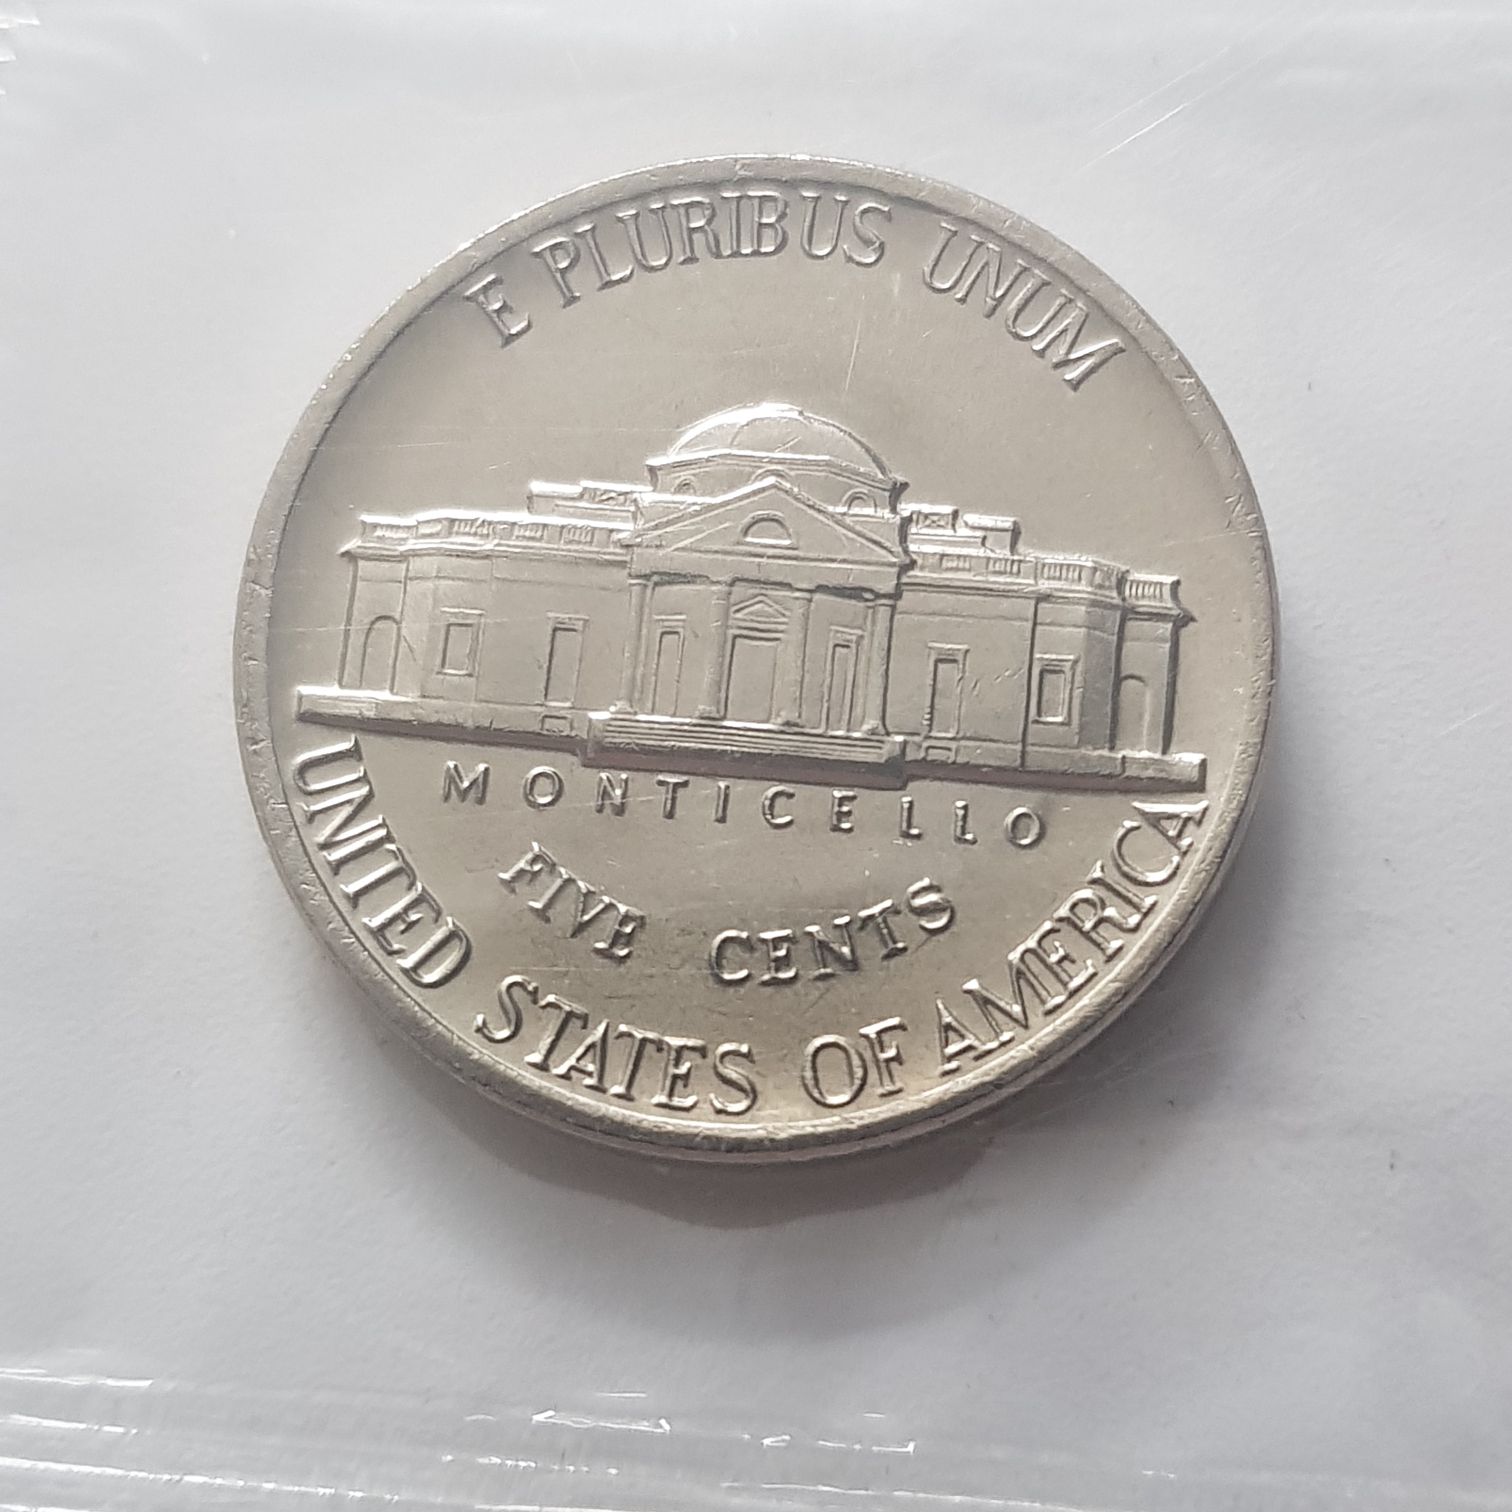 E PLURIBUS UNUM
MONTICELLO
FIVE CENTS
UNITED STATES OF AMERICA